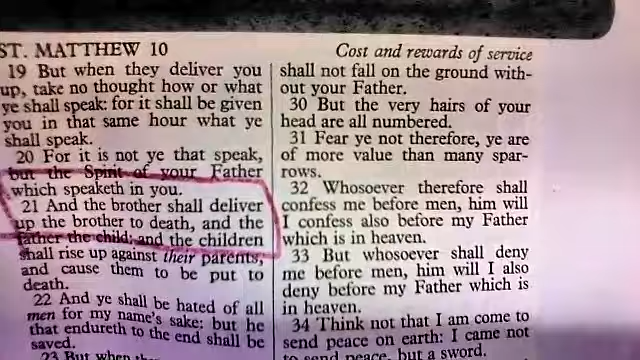 ST. MATTHEW 10
19 But when they deliver you
up, take no thought how or what
ye shall speak: for it shall be given
you in that same hour what ye
shall speak.
20 For it is not ye that speak,
but the Spirit of your Father
which speaketh in you.
21 And the brother shall deliver
up the brother to death, and the
father the child: and the children
shall rise up against their parents,
and cause them to be put to
death.
22 And ye shall be hated of all
men for my name's sake: but he
that endureth to the end shall be
saved.
23 But when
Cost and rewards of service
shall not fall on the ground with-
out your Father.
30 But the very hairs of your
head are all numbered.
31 Fear ye not therefore, ye are
of more value than many spar-
rows.
32 Whosoever therefore shall
confess me before men, him will
I confess also before my Father
which is in heaven.
33 But whosoever shall deny
me before men, him will I also
deny before my Father which is
in heaven.
34 Think not that I am come to
send peace on earth: I came not
to send peace, but a sword.